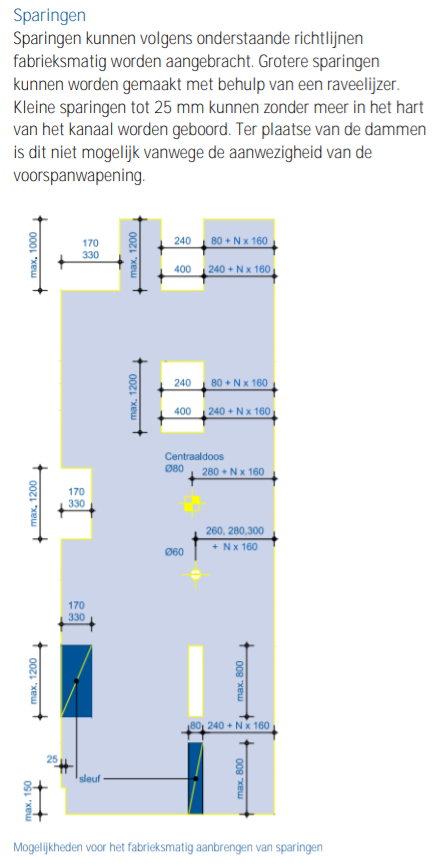 Sparingen
Sparingen kunnen volgens onderstaande richtlijnen
fabrieksmatig worden aangebracht. Grotere sparingen
kunnen worden gemaakt met behulp van een raveelijzer.
Kleine sparingen tot 25 mm kunnen zonder meer in het hart
van het kanaal worden geboord. Ter plaatse van de dammen
is dit niet mogelijk vanwege de aanwezigheid van de
voorspanwapening.
max. 1000
170
330
max. 1200
240
80 + N x 160
400
240 + N x 160
max. 1200
240
80 + N x 160
400
240 + N x 160
Centraaldoos
Ø80
280 + N x 160
max. 1200
170
330
260, 280,300
+ N x 160
Ø60
170
330
max. 1200
max. 800
80
240 + N x 160
25
sleuf
max. 800
max. 150
Mogelijkheden voor het fabrieksmatig aanbrengen van sparingen